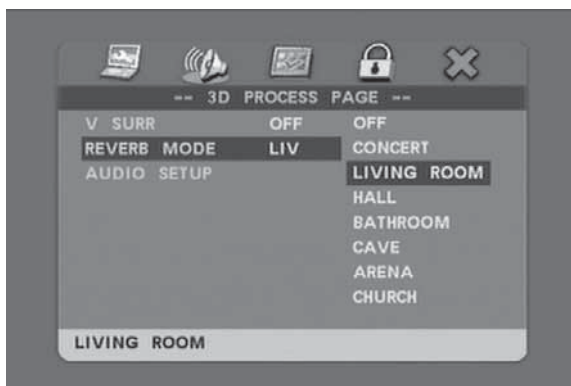 -- 3D PROCESS PAGE --
V SURR OFF OFF
REVERB MODE LIV CONCERT
AUDIO SETUP LIVING ROOM
HALL
BATHROOM
CAVE
ARENA
CHURCH
LIVING ROOM